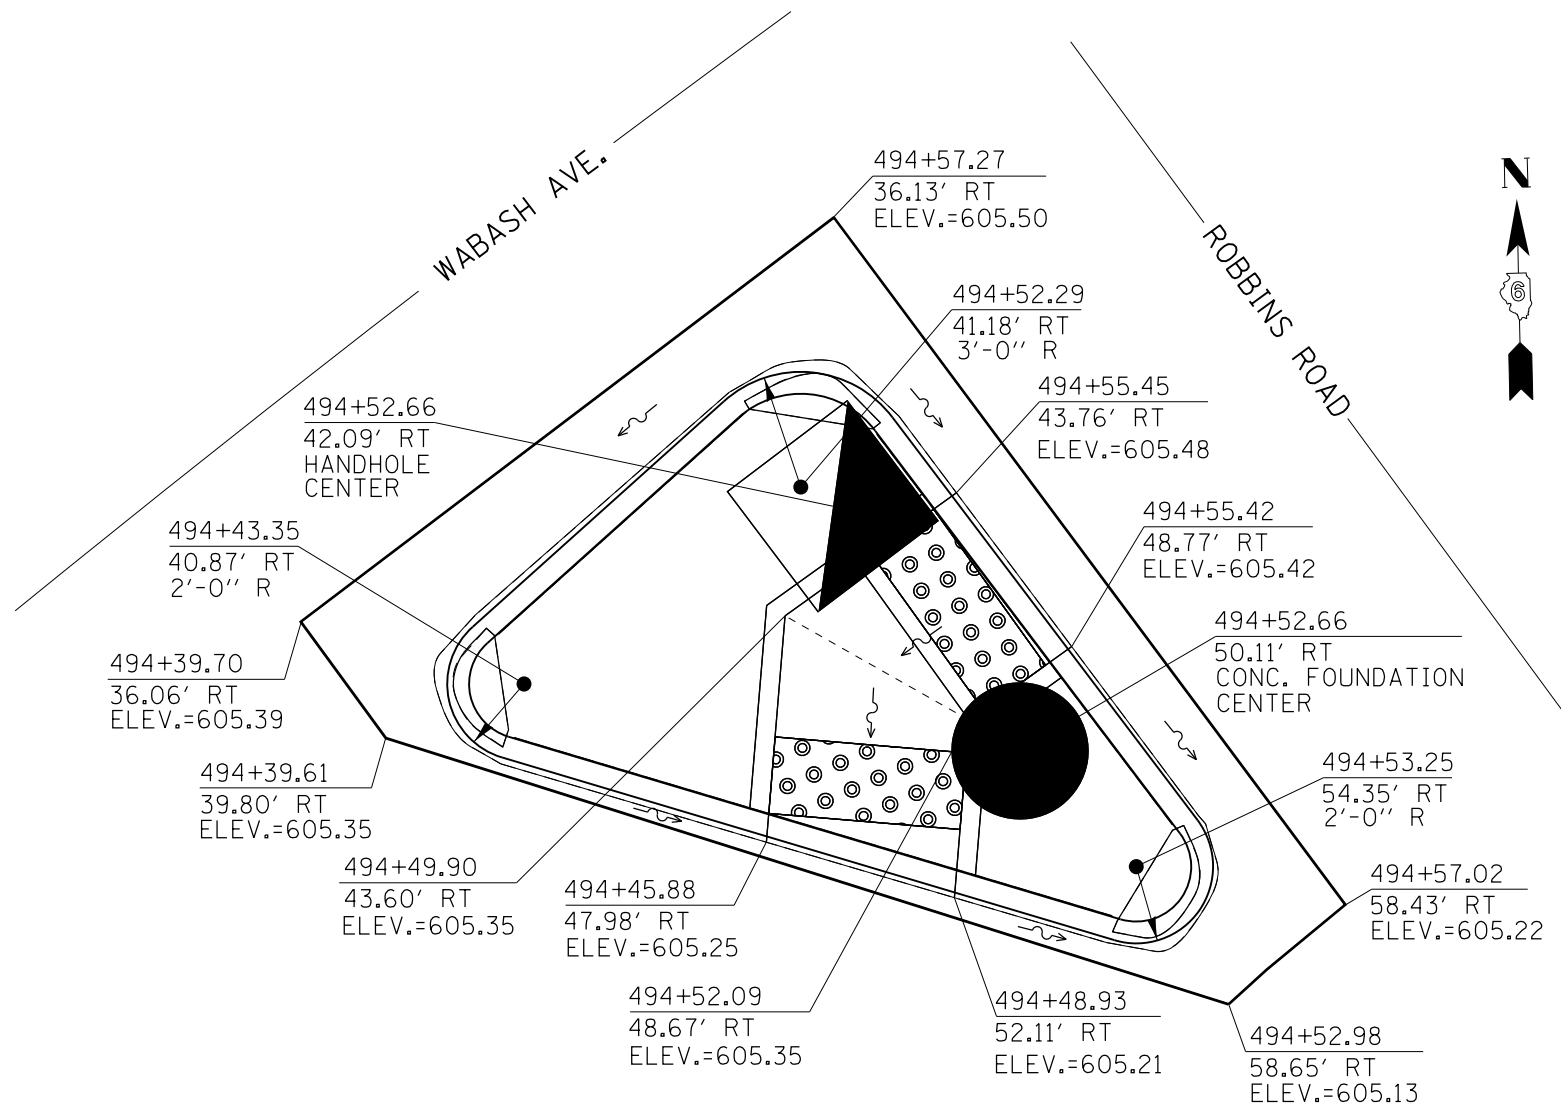 WABASH AVE.
ROBBINS ROAD
N
6
494+57.27
36.13' RT
ELEV.=605.50
494+52.29
41.18' RT
3'-0'' R
494+55.45
43.76' RT
ELEV.=605.48
494+52.66
42.09' RT
HANDHOLE
CENTER
494+55.42
48.77' RT
ELEV.=605.42
494+43.35
40.87' RT
2'-0'' R
494+52.66
50.11' RT
CONC. FOUNDATION
CENTER
494+39.70
36.06' RT
ELEV.=605.39
494+39.61
39.80' RT
ELEV.=605.35
494+53.25
54.35' RT
2'-0'' R
494+49.90
43.60' RT
ELEV.=605.35
494+45.88
47.98' RT
ELEV.=605.25
494+57.02
58.43' RT
ELEV.=605.22
494+52.09
48.67' RT
ELEV.=605.35
494+48.93
52.11' RT
ELEV.=605.21
494+52.98
58.65' RT
ELEV.=605.13